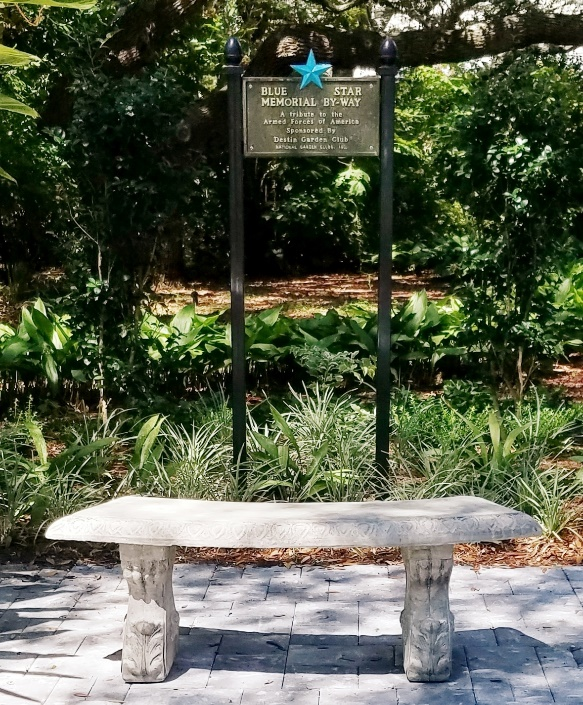 BLUE STAR
MEMORIAL BY-WAY
A tribute to the
Armed Forces of America
Sponsored By
Destin Garden Club
NATIONAL GARDEN CLUBS, INC.